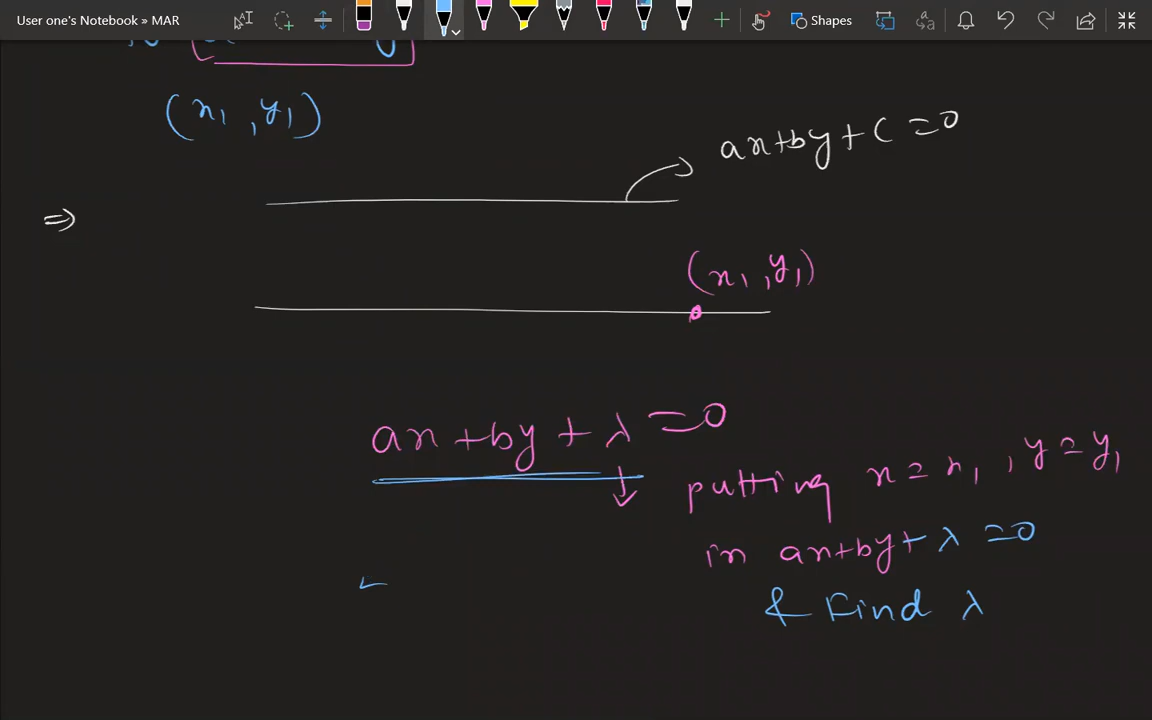 User one's Notebook » MAR
Shapes
(x₁, y₁)
ax+by+c=0
⇒
(x₁, y₁)
ax+by+λ=0
putting x=x₁, y=y₁
in ax+by+λ=0
& Find λ